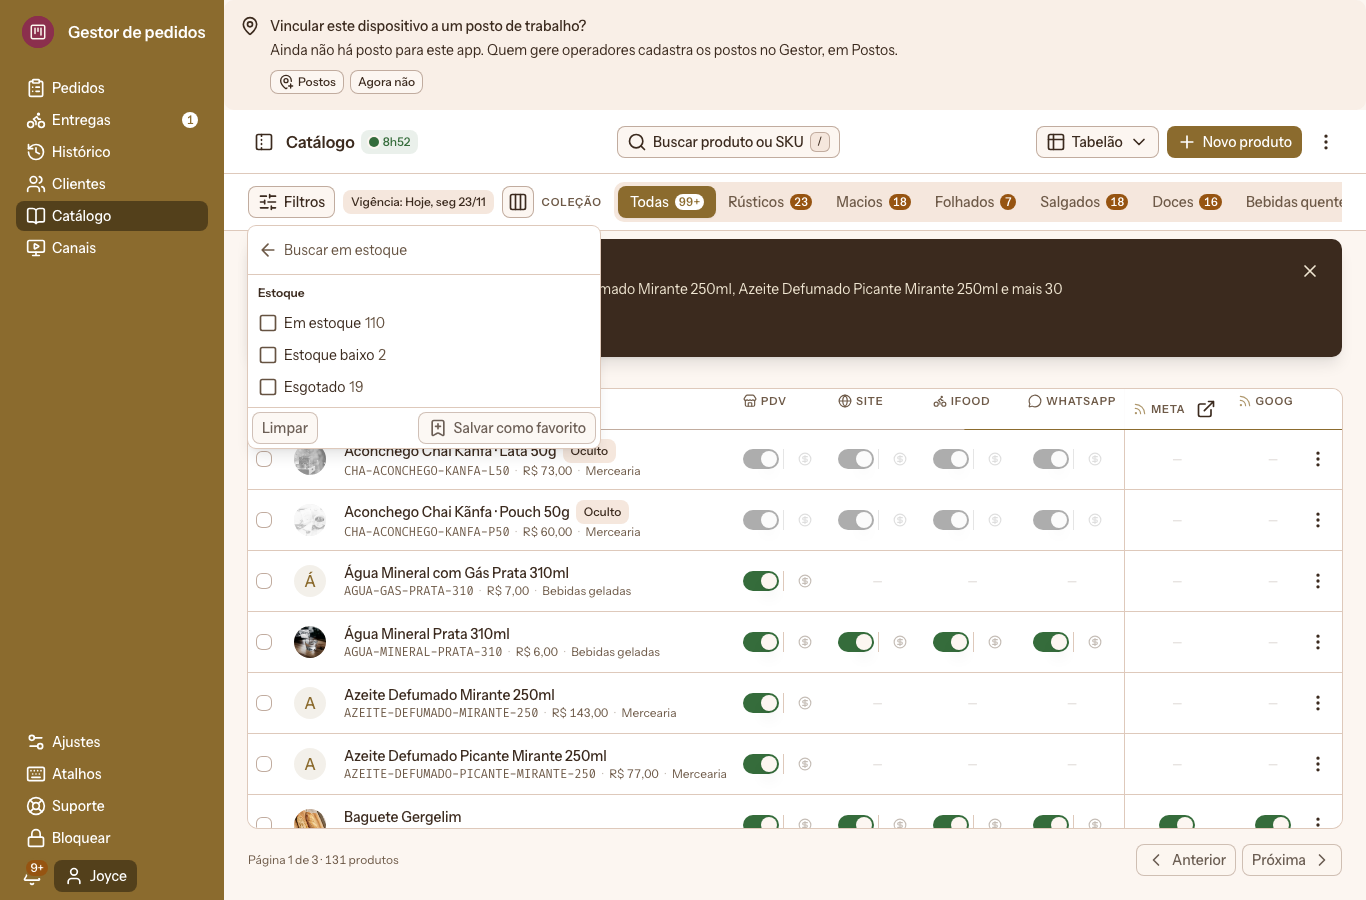 Gestor de pedidos
Pedidos
Entregas 1
Histórico
Clientes
Catálogo
Canais
Ajustes
Atalhos
Suporte
Bloquear
9+
Joyce
Vincular este dispositivo a um posto de trabalho?
Ainda não há posto para este app. Quem gere operadores cadastra os postos no Gestor, em Postos.
Postos Agora não
Catálogo 8h52 Buscar produto ou SKU / Tabelão Novo produto
Filtros Vigência: Hoje, seg 23/11 COLEÇÃO Todas 99+ Rústicos 23 Macios 18 Folhados 7 Salgados 18 Doces 16 Bebidas quente
Buscar em estoque
Estoque
Em estoque 110
Estoque baixo 2
Esgotado 19
Limpar Salvar como favorito
mado Mirante 250ml, Azeite Defumado Picante Mirante 250ml e mais 30
PDV SITE IFOOD WHATSAPP META GOOG
Aconchego Chai Kãnfa · Lata 50g Oculto
CHA-ACONCHEGO-KANFA-L50 · R$ 73,00 · Mercearia
Aconchego Chai Kãnfa · Pouch 50g Oculto
CHA-ACONCHEGO-KANFA-P50 · R$ 60,00 · Mercearia
Á
Água Mineral com Gás Prata 310ml
AGUA-GAS-PRATA-310 · R$ 7,00 · Bebidas geladas
Água Mineral Prata 310ml
AGUA-MINERAL-PRATA-310 · R$ 6,00 · Bebidas geladas
A
Azeite Defumado Mirante 250ml
AZEITE-DEFUMADO-MIRANTE-250 · R$ 143,00 · Mercearia
A
Azeite Defumado Picante Mirante 250ml
AZEITE-DEFUMADO-PICANTE-MIRANTE-250 · R$ 77,00 · Mercearia
Baguete Gergelim
Página 1 de 3 · 131 produtos
Anterior Próxima